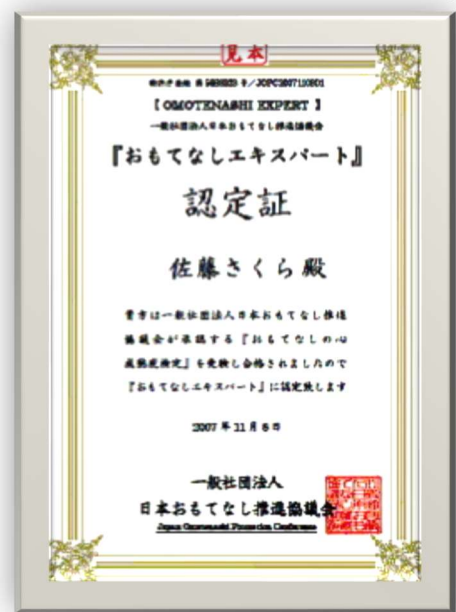 見本
[ OMOTENASHI EXPERT ]
一般社団法人日本おもてなし推進協議会
『おもてなしエキスパート』
認定証
佐藤さくら殿
貴方は一般社団法人日本おもてなし推進
協議会が承認する『おもてなしの心
成熟度検定』を受験し合格されましたので
『おもてなしエキスパート』に認定致します
2007年11月8日
一般社団法人
日本おもてなし推進協議会
Japan Omotenashi Promotion Conference